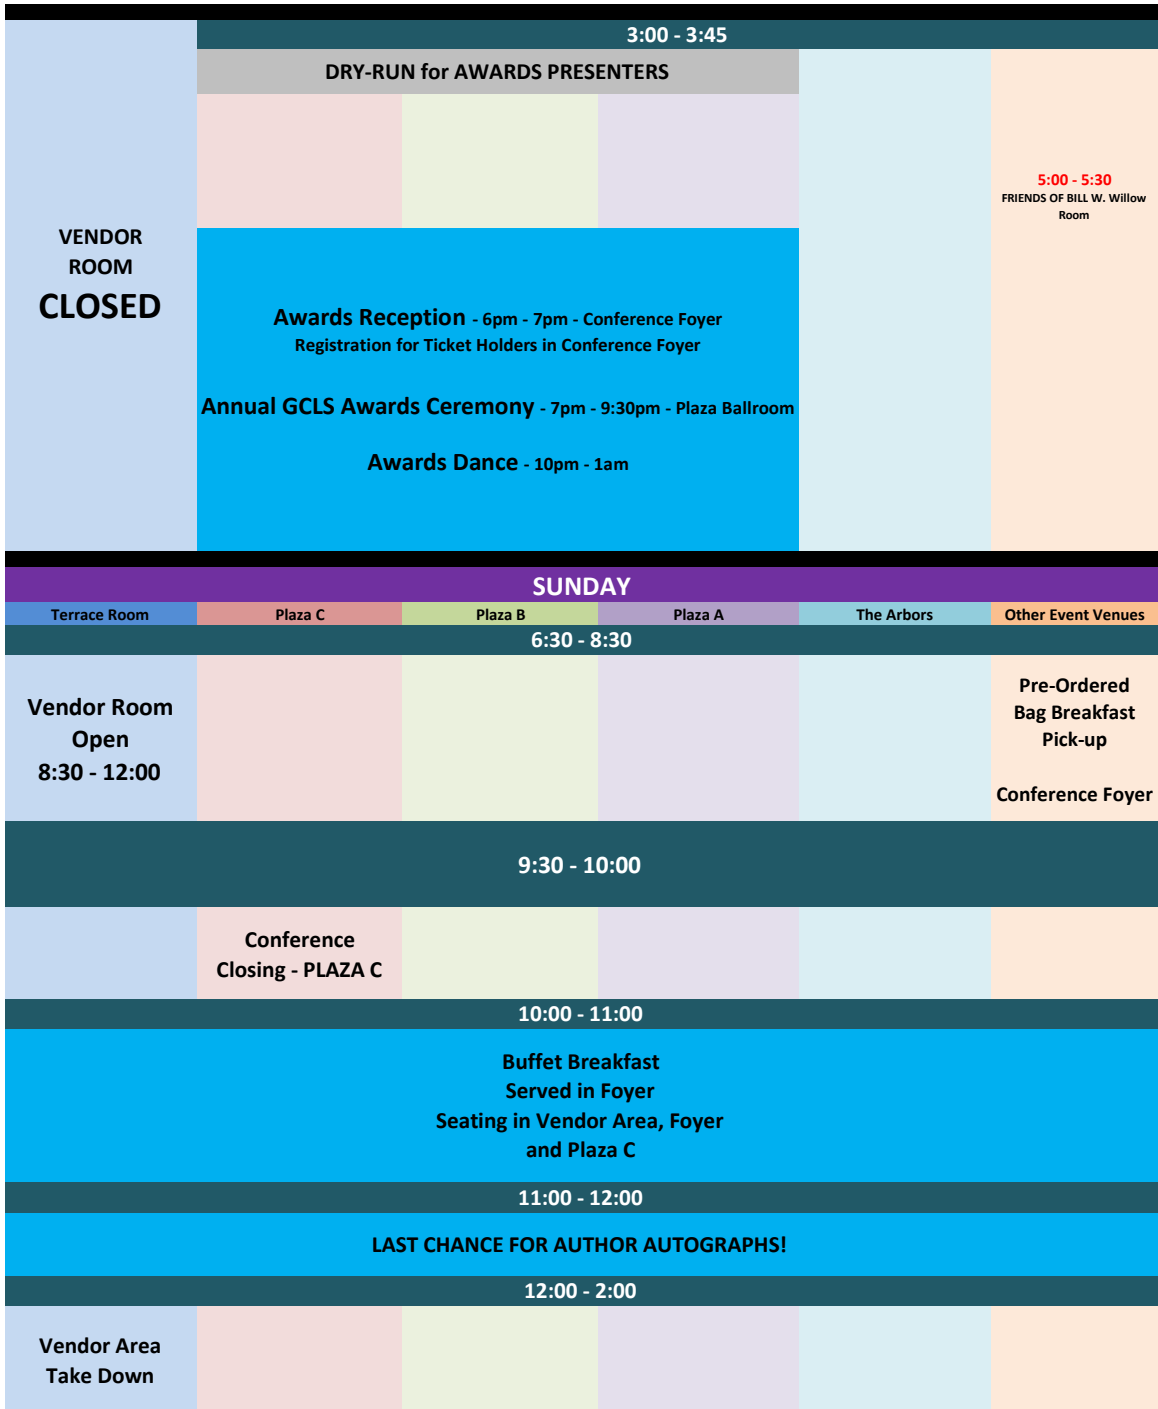 3:00 - 3:45
DRY-RUN for AWARDS PRESENTERS
5:00 - 5:30
FRIENDS OF BILL W. Willow
Room
VENDOR
ROOM
CLOSED
Awards Reception - 6pm - 7pm - Conference Foyer
Registration for Ticket Holders in Conference Foyer
Annual GCLS Awards Ceremony - 7pm - 9:30pm - Plaza Ballroom
Awards Dance - 10pm - 1am
SUNDAY
Terrace Room Plaza C Plaza B Plaza A The Arbors Other Event Venues
6:30 - 8:30
Vendor Room
Open
8:30 - 12:00
Pre-Ordered
Bag Breakfast
Pick-up
Conference Foyer
9:30 - 10:00
Conference
Closing - PLAZA C
10:00 - 11:00
Buffet Breakfast
Served in Foyer
Seating in Vendor Area, Foyer
and Plaza C
11:00 - 12:00
LAST CHANCE FOR AUTHOR AUTOGRAPHS!
12:00 - 2:00
Vendor Area
Take Down